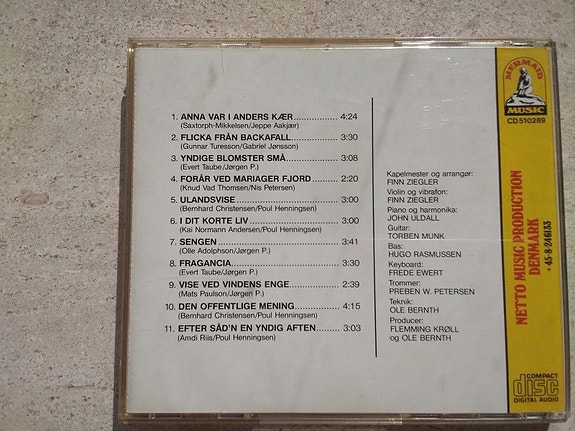 1. ANNA VAR I ANDERS KÆR.................. 4:24
(Saxtorph-Mikkelsen/Jeppe Aakjær)
2. FLICKA FRÅN BACKAFALL.............. 3:30
(Gunnar Turesson/Gabriel Jønsson)
3. YNDIGE BLOMSTER SMÅ............... 3:08
(Evert Taube/Jørgen P.)
4. FORÅR VED MARIAGER FJORD......... 2:20
(Knud Vad Thomsen/Nis Petersen)
5. ULANDSVISE................................ 3:00
(Bernhard Christensen/Poul Henningsen)
6. I DIT KORTE LIV........................... 3:00
(Kai Normann Andersen/Poul Henningsen)
7. SENGEN..................................... 3:41
(Olle Adolphson/Jørgen P.)
8. FRAGANCIA................................. 3:30
(Evert Taube/Jørgen P.)
9. VISE VED VINDENS ENGE............. 2:39
(Mats Paulson/Jørgen P.)
10. DEN OFFENTLIGE MENING............ 4:15
(Bernhard Christensen/Poul Henningsen)
11. EFTER SÅD'N EN YNDIG AFTEN........ 3:03
(Amdi Riis/Poul Henningsen)
Kapelmester og arrangør:
FINN ZIEGLER
Violin og vibrafon:
FINN ZIEGLER
Piano og harmonika:
JOHN ULDALL
Guitar:
TORBEN MUNK
Bas:
HUGO RASMUSSEN
Keyboard:
FREDE EWERT
Trommer:
PREBEN W. PETERSEN
Teknik:
OLE BERNTH
Producer:
FLEMMING KRØLL
og OLE BERNTH
MERMAID
MUSIC
CD 510289
NETTO MUSIC PRODUCTION
DENMARK
+45-8-246133
COMPACT
disc
DIGITAL AUDIO